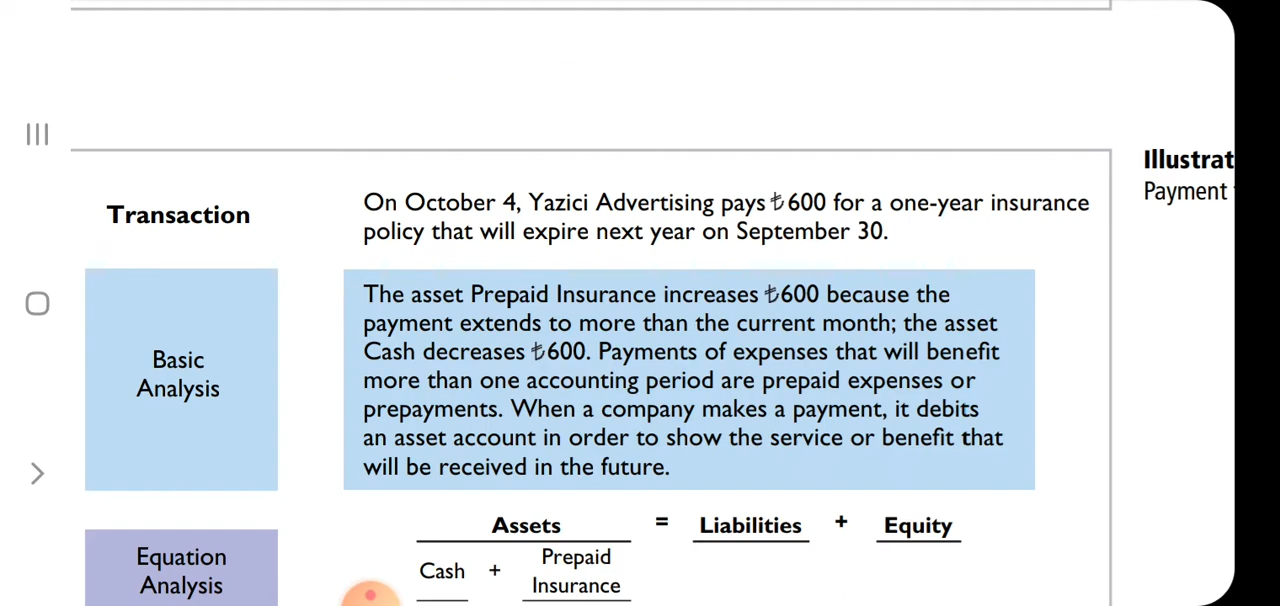 Illustrat
Payment
Transaction
On October 4, Yazici Advertising pays ₺600 for a one-year insurance
policy that will expire next year on September 30.
Basic
Analysis
The asset Prepaid Insurance increases ₺600 because the
payment extends to more than the current month; the asset
Cash decreases ₺600. Payments of expenses that will benefit
more than one accounting period are prepaid expenses or
prepayments. When a company makes a payment, it debits
an asset account in order to show the service or benefit that
will be received in the future.
Equation
Analysis
Assets = Liabilities + Equity
Cash + Prepaid
Insurance